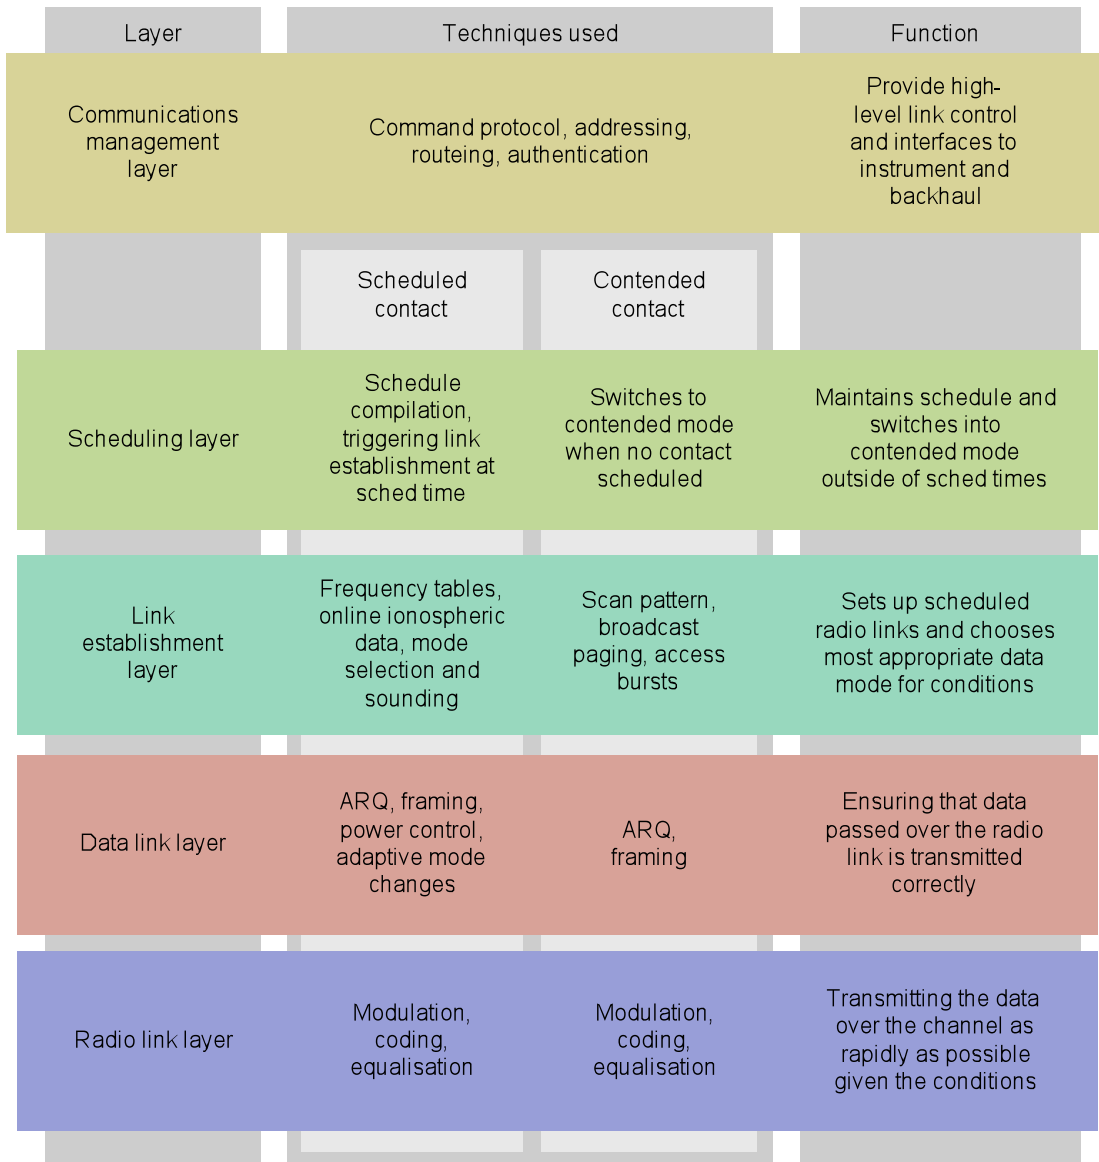 Layer
Techniques used
Function
Communications
management
layer
Command protocol, addressing,
routeing, authentication
Provide high-
level link control
and interfaces to
instrument and
backhaul
Scheduled
contact
Contended
contact
Scheduling layer
Schedule
compilation,
triggering link
establishment at
sched time
Switches to
contended mode
when no contact
scheduled
Maintains schedule and
switches into
contended mode
outside of sched times
Link
establishment
layer
Frequency tables,
online ionospheric
data, mode
selection and
sounding
Scan pattern,
broadcast
paging, access
bursts
Sets up scheduled
radio links and chooses
most appropriate data
mode for conditions
Data link layer
ARQ, framing,
power control,
adaptive mode
changes
ARQ,
framing
Ensuring that data
passed over the radio
link is transmitted
correctly
Radio link layer
Modulation,
coding,
equalisation
Modulation,
coding,
equalisation
Transmitting the data
over the channel as
rapidly as possible
given the conditions